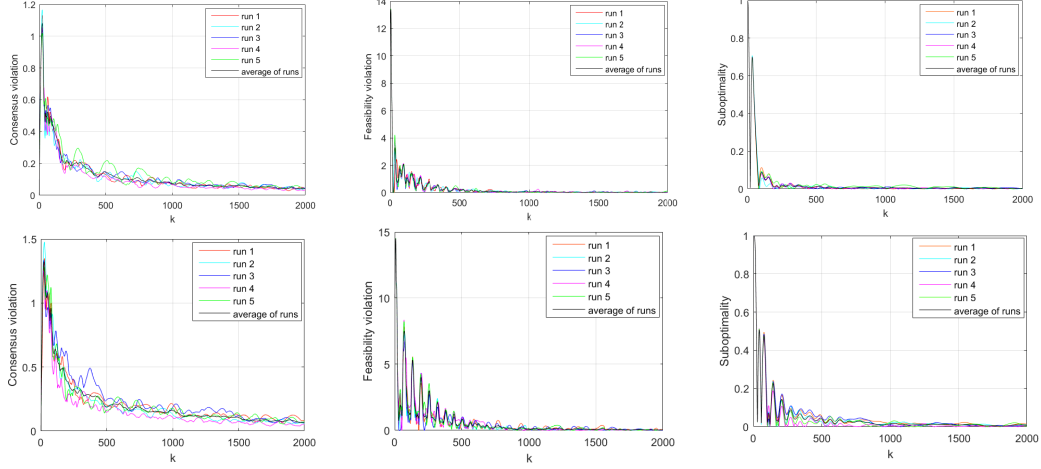 Consensus violation
1.2
1
0.8
0.6
0.4
0.2
0
0 500 1000 1500 2000
k
run 1
run 2
run 3
run 4
run 5
average of runs
Feasibility violation
14
12
10
8
6
4
2
0
0 500 1000 1500 2000
k
run 1
run 2
run 3
run 4
run 5
average of runs
Suboptimality
1
0.8
0.6
0.4
0.2
0
0 500 1000 1500 2000
k
run 1
run 2
run 3
run 4
run 5
average of runs
Consensus violation
1.5
1
0.5
0
0 500 1000 1500 2000
k
run 1
run 2
run 3
run 4
run 5
average of runs
Feasibility violation
15
10
5
0
0 500 1000 1500 2000
k
run 1
run 2
run 3
run 4
run 5
average of runs
Suboptimality
1
0.8
0.6
0.4
0.2
0
0 500 1000 1500 2000
k
run 1
run 2
run 3
run 4
run 5
average of runs